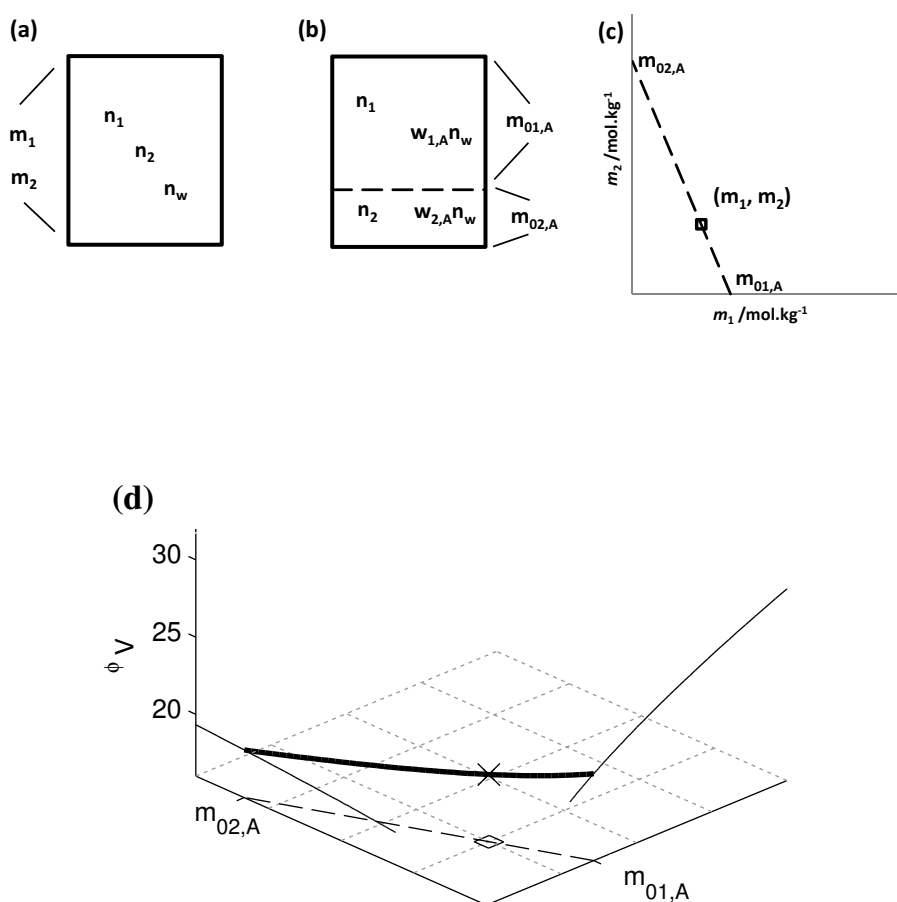 (a)
n1
n2
nw
m1
m2
(b)
n1
w1,Anw
n2
w2,Anw
m01,A
m02,A
(c)
m02,A
m2 /mol.kg-1
(m1, m2)
m01,A
m1 /mol.kg-1
(d)
30
25
20
ϕV
m02,A
m01,A